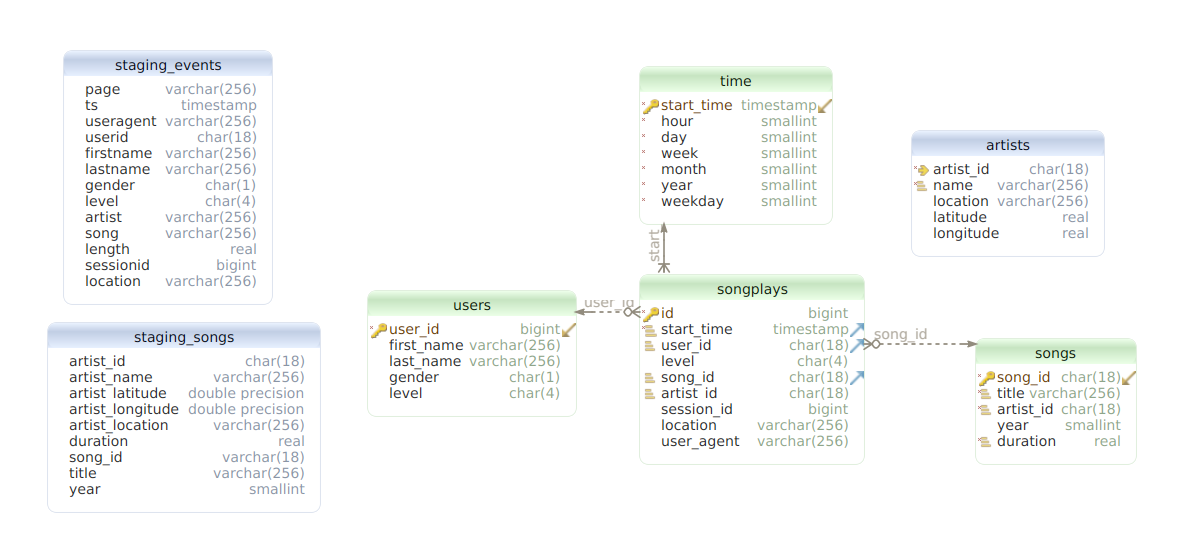 staging_events
page varchar(256)
ts timestamp
useragent varchar(256)
userid char(18)
firstname varchar(256)
lastname varchar(256)
gender char(1)
level char(4)
artist varchar(256)
song varchar(256)
length real
sessionid bigint
location varchar(256)
staging_songs
artist_id char(18)
artist_name varchar(256)
artist_latitude double precision
artist_longitude double precision
artist_location varchar(256)
duration real
song_id varchar(18)
title varchar(256)
year smallint
time
start_time timestamp
hour smallint
day smallint
week smallint
month smallint
year smallint
weekday smallint
start
users
user_id bigint
first_name varchar(256)
last_name varchar(256)
gender char(1)
level char(4)
user_id
songplays
id bigint
start_time timestamp
user_id char(18)
level char(4)
song_id char(18)
artist_id char(18)
session_id bigint
location varchar(256)
user_agent varchar(256)
song_id
artists
artist_id char(18)
name varchar(256)
location varchar(256)
latitude real
longitude real
songs
song_id char(18)
title varchar(256)
artist_id char(18)
year smallint
duration real